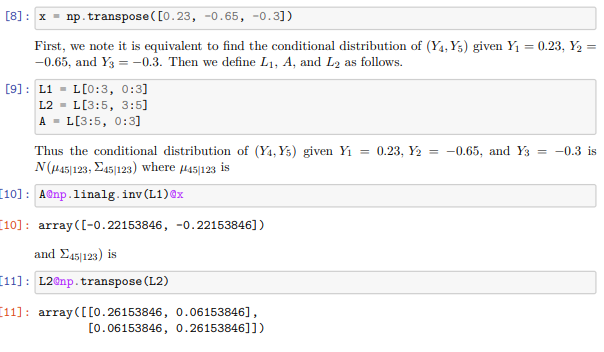 [8]: x = np.transpose([0.23, -0.65, -0.3])
First, we note it is equivalent to find the conditional distribution of (Y4, Y5) given Y1 = 0.23, Y2 =
−0.65, and Y3 = −0.3. Then we define L1, A, and L2 as follows.
[9]: L1 = L[0:3, 0:3]
L2 = L[3:5, 3:5]
A = L[3:5, 0:3]
Thus the conditional distribution of (Y4, Y5) given Y1 = 0.23, Y2 = −0.65, and Y3 = −0.3 is
N(μ45|123, Σ45|123) where μ45|123 is
[10]: A@np.linalg.inv(L1)@x
[10]: array([-0.22153846, -0.22153846])
and Σ45|123) is
[11]: L2@np.transpose(L2)
[11]: array([[0.26153846, 0.06153846],
[0.06153846, 0.26153846]])